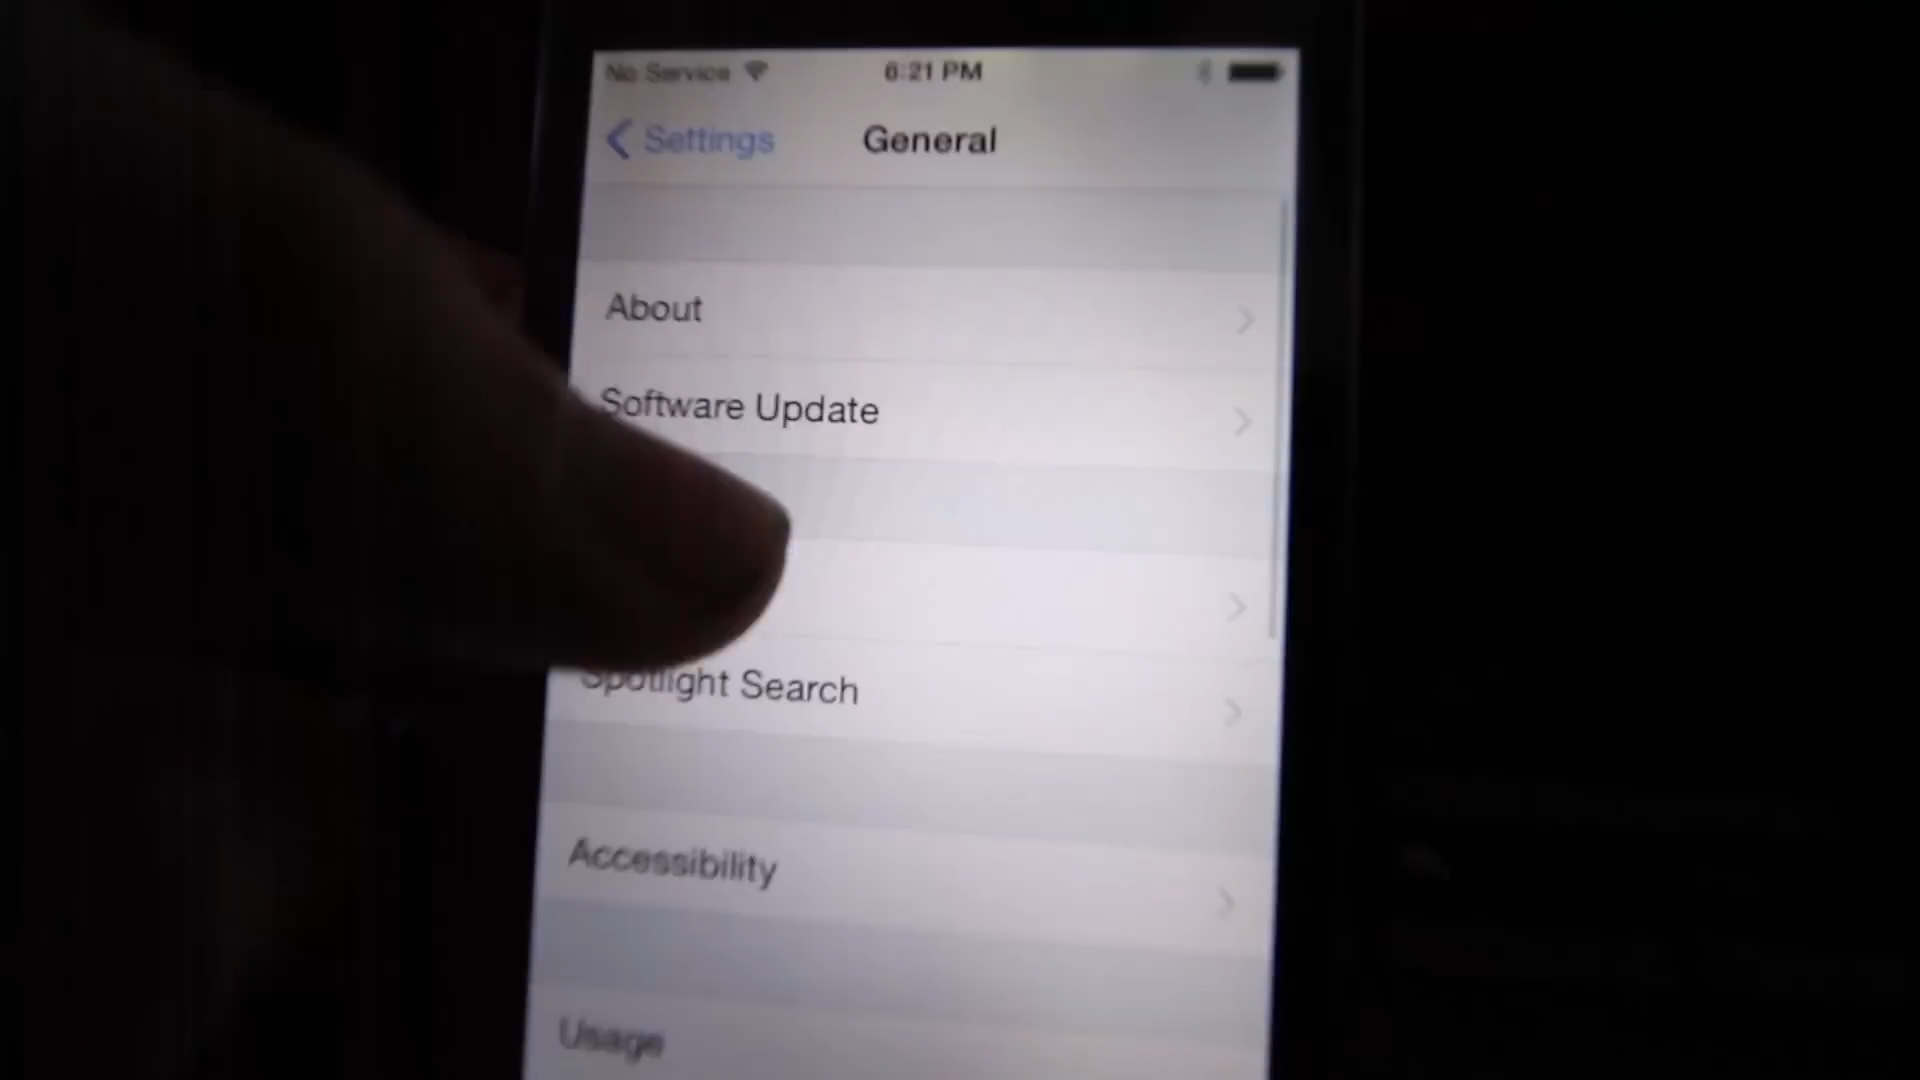 No Service 6:21 PM
Settings General
About
Software Update
Spotlight Search
Accessibility
Usage